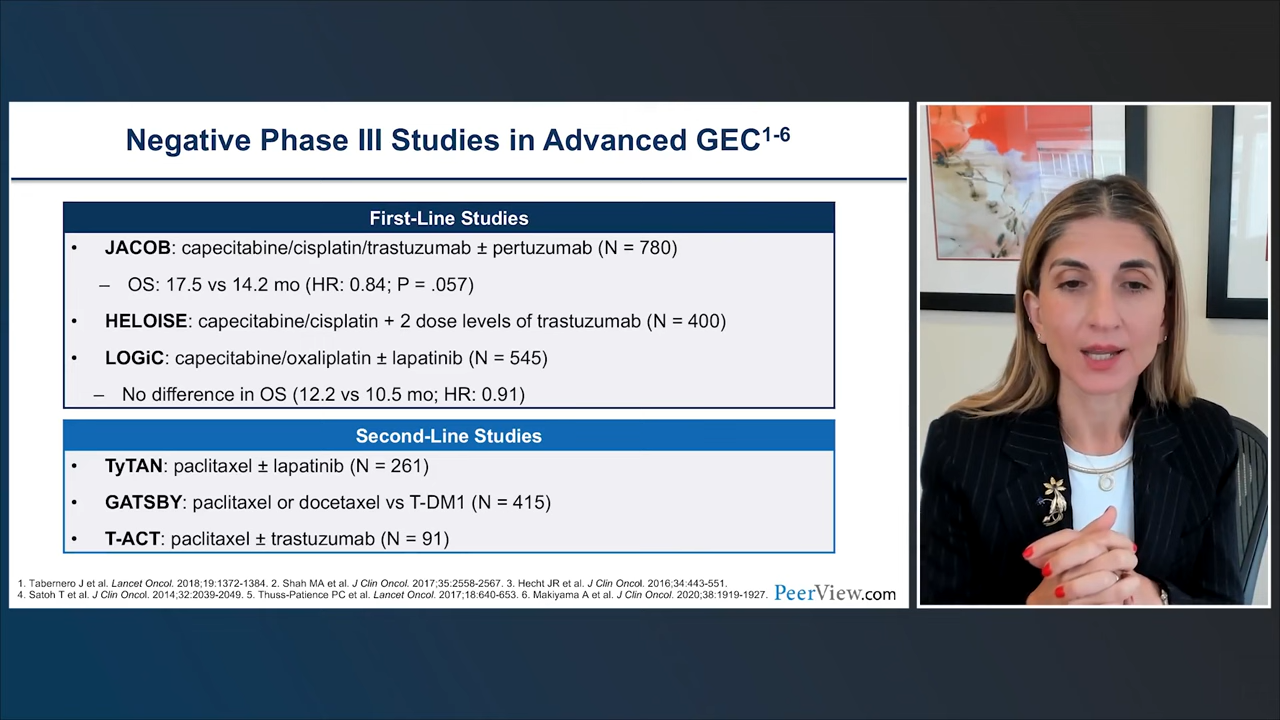 Negative Phase III Studies in Advanced GEC1-6
First-Line Studies
• JACOB: capecitabine/cisplatin/trastuzumab ± pertuzumab (N = 780)
– OS: 17.5 vs 14.2 mo (HR: 0.84; P = .057)
• HELOISE: capecitabine/cisplatin + 2 dose levels of trastuzumab (N = 400)
• LOGiC: capecitabine/oxaliplatin ± lapatinib (N = 545)
– No difference in OS (12.2 vs 10.5 mo; HR: 0.91)
Second-Line Studies
• TyTAN: paclitaxel ± lapatinib (N = 261)
• GATSBY: paclitaxel or docetaxel vs T-DM1 (N = 415)
• T-ACT: paclitaxel ± trastuzumab (N = 91)
1. Tabernero J et al. Lancet Oncol. 2018;19:1372-1384. 2. Shah MA et al. J Clin Onco. 2017;35:2558-2567. 3. Hecht JR et al. J Clin Oncol. 2016;34:443-551.
4. Satoh T et al. J Clin Oncol. 2014;32:2039-2049. 5. Thuss-Patience PC et al. Lancet Oncol. 2017;18:640-653. 6. Makiyama A et al. J Clin Oncol. 2020;38:1919-1927.
PeerView.com